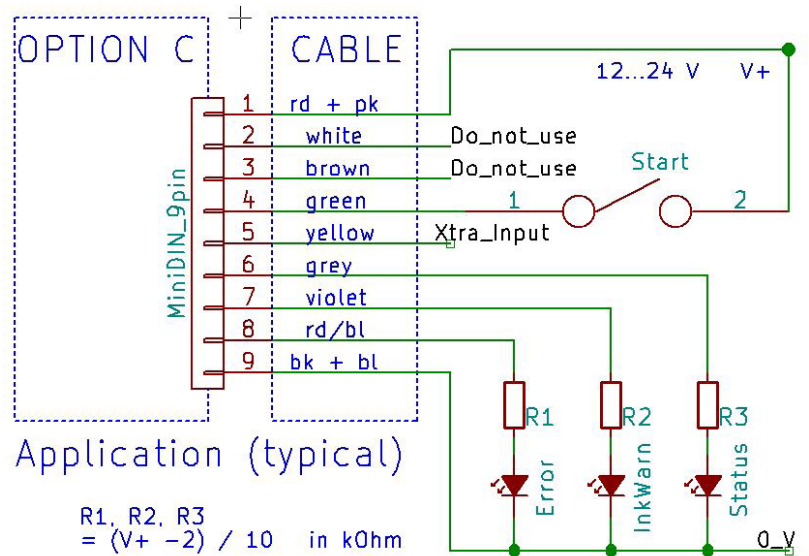 OPTION C CABLE
12...24 V V+
1 rd + pk
2 white Do_not_use
3 brown Do_not_use
Start
4 green 1 2
5 yellow Xtra_Input
6 grey
7 violet
8 rd/bl
9 bk + bl
MiniDIN_9pin
R1 R2 R3
Error InkWarn Status
Application (typical)
R1, R2, R3
= (V+ -2) / 10 in kOhm
0_V